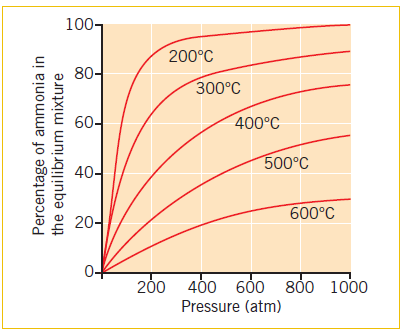 Percentage of ammonia in
the equilibrium mixture
100
80
60
40
20
0
200°C
300°C
400°C
500°C
600°C
200 400 600 800 1000
Pressure (atm)